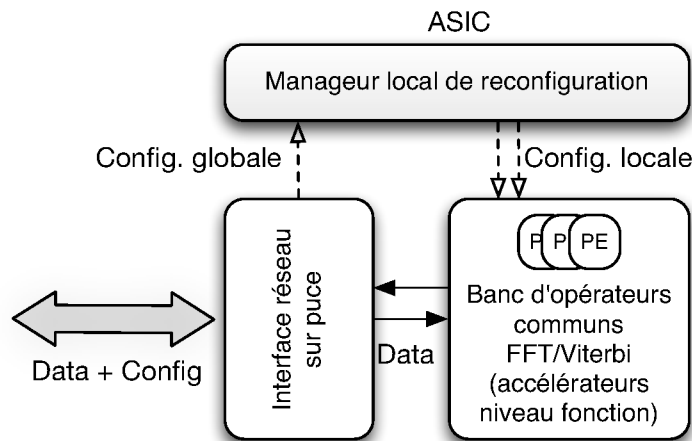 ASIC
Manageur local de reconfiguration
Config. globale
Config. locale
P P PE
Interface réseau
sur puce
Banc d'opérateurs
communs
FFT/Viterbi
(accélérateurs
niveau fonction)
Data
Data + Config